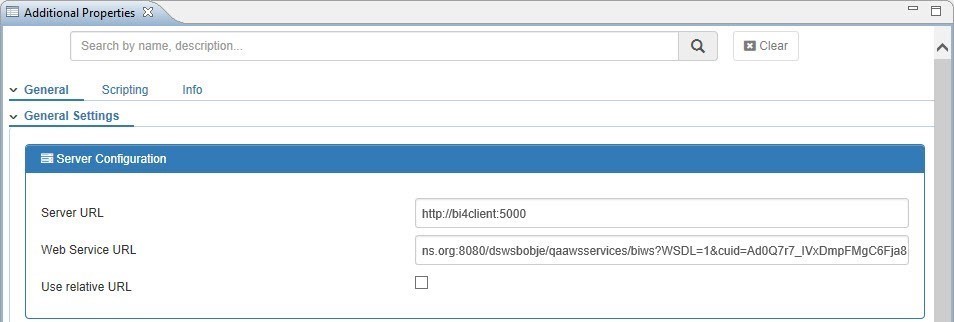 Additional Properties
Search by name, description...
Clear
General Scripting Info
General Settings
Server Configuration
Server URL http://bi4client:5000
Web Service URL ns.org:8080/dswsbobje/qaawsservices/biws?WSDL=1&cuid=Ad0Q7r7_IVxDmpFMgC6Fja8
Use relative URL